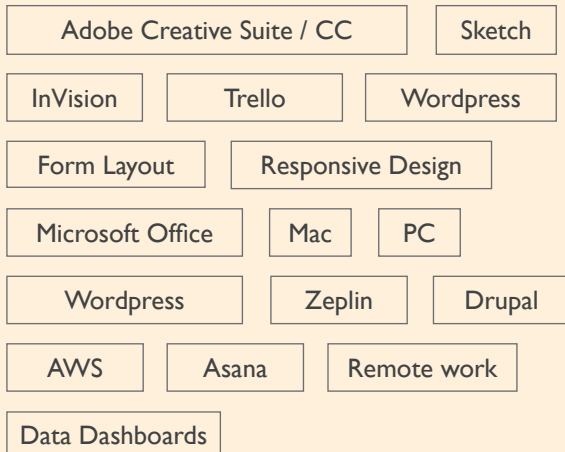 Adobe Creative Suite / CC Sketch
InVision Trello Wordpress
Form Layout Responsive Design
Microsoft Office Mac PC
Wordpress Zeplin Drupal
AWS Asana Remote work
Data Dashboards